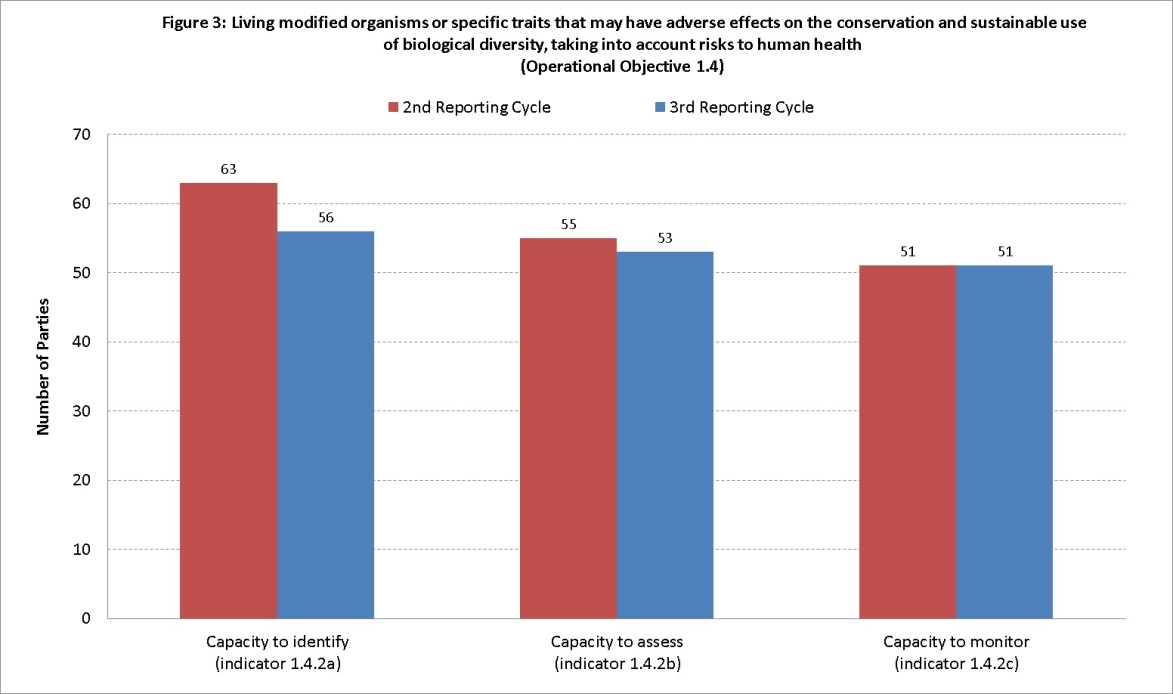 Figure 3: Living modified organisms or specific traits that may have adverse effects on the conservation and sustainable use
of biological diversity, taking into account risks to human health
(Operational Objective 1.4)
2nd Reporting Cycle
3rd Reporting Cycle
Number of Parties
70
60
50
40
30
20
10
0
63
56
55
53
51
51
Capacity to identify
(indicator 1.4.2a)
Capacity to assess
(indicator 1.4.2b)
Capacity to monitor
(indicator 1.4.2c)